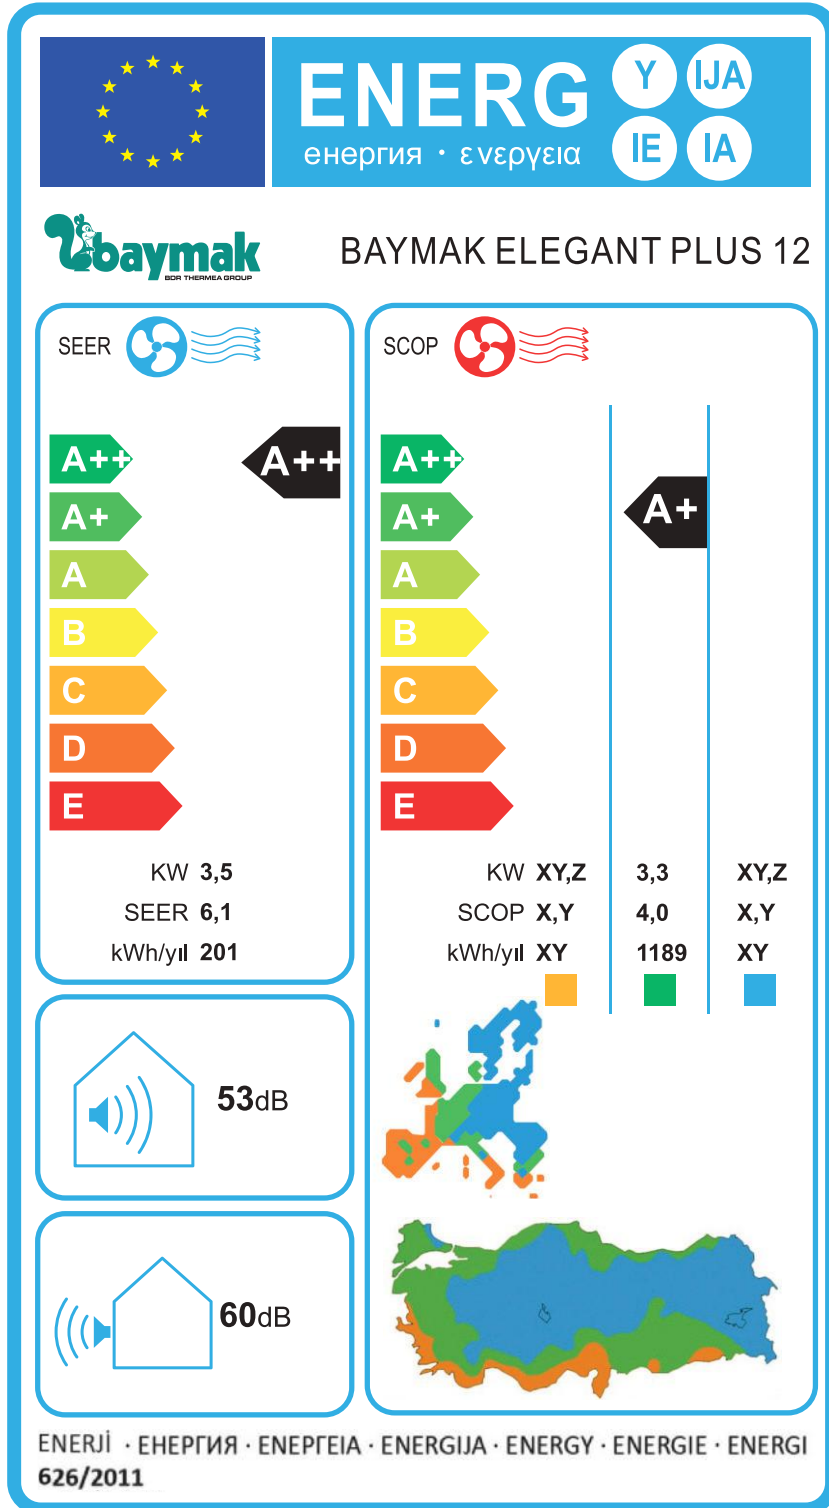 ENERG
енергия · ενεργεια
Y IJA
IE IA
baymak
BDR THERMEA GROUP
BAYMAK ELEGANT PLUS 12
SEER
A++ A++
A+
A
B
C
D
E
KW 3,5
SEER 6,1
kWh/yıl 201
SCOP
A++
A+ A+
A
B
C
D
E
KW XY,Z 3,3 XY,Z
SCOP X,Y 4,0 X,Y
kWh/yıl XY 1189 XY
53dB
60dB
ENERJİ · ЕНЕРГИЯ · ΕΝΕΡΓΕΙΑ · ENERGIJA · ENERGY · ENERGIE · ENERGI
626/2011